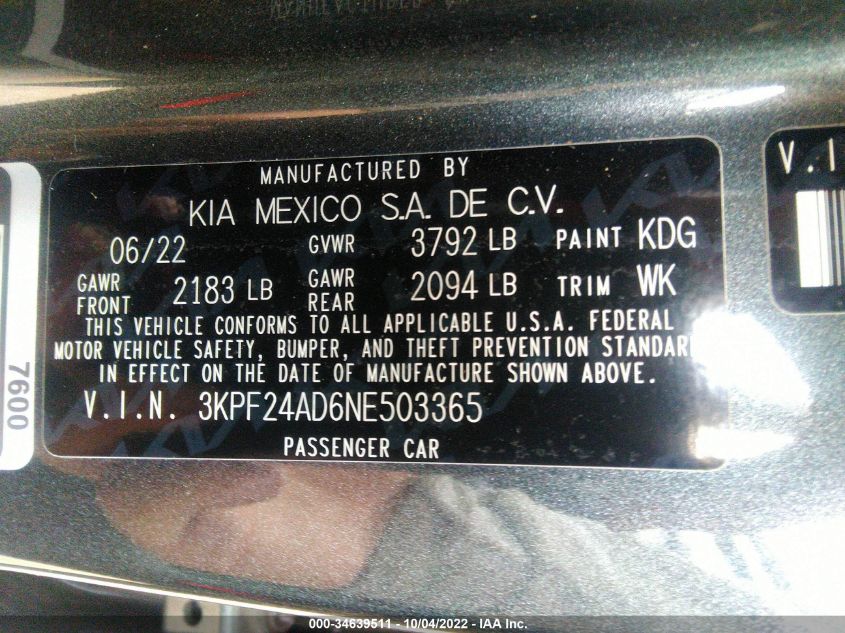 MANUFACTURED BY
KIA MEXICO S.A. DE C.V.
06/22 GVWR 3792 LB PAINT KDG
GAWR FRONT 2183 LB GAWR REAR 2094 LB TRIM WK
THIS VEHICLE CONFORMS TO ALL APPLICABLE U.S.A. FEDERAL
MOTOR VEHICLE SAFETY, BUMPER, AND THEFT PREVENTION STANDAR
IN EFFECT ON THE DATE OF MANUFACTURE SHOWN ABOVE.
V.I.N. 3KPF24AD6NE503365
PASSENGER CAR
7600
V.I
000-34639511 - 10/04/2022 - IAA Inc.